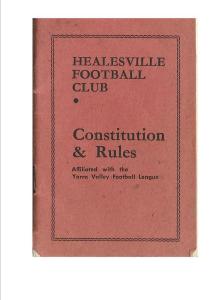 HEALESVILLE
FOOTBALL
CLUB
Constitution
& Rules
Affiliated with the
Yarra Valley Football League